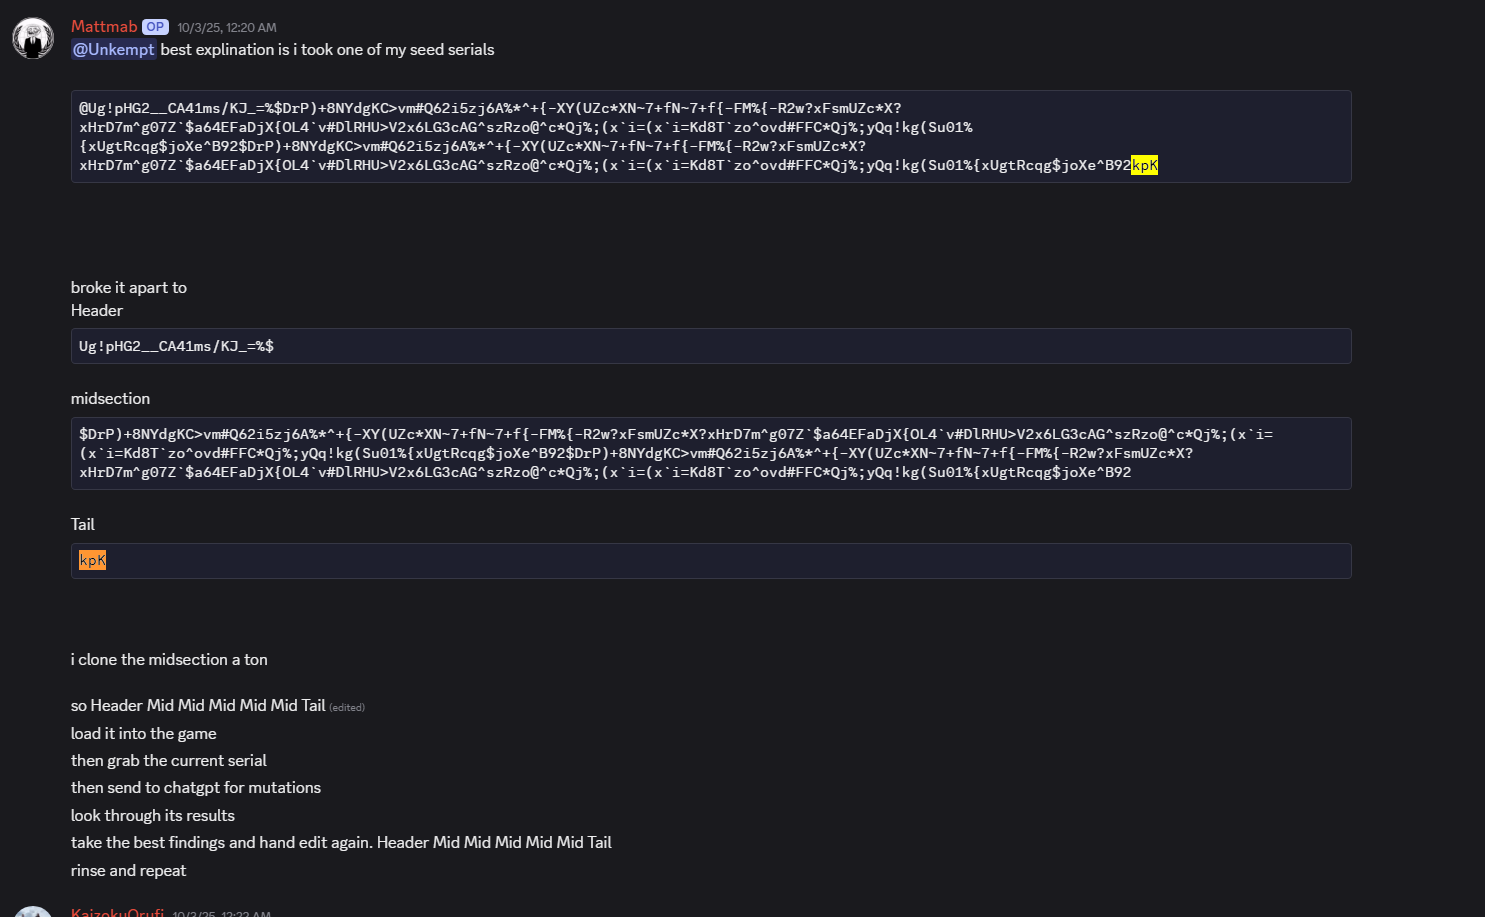 Mattmab OP 10/3/25, 12:20 AM
@Unkempt best explination is i took one of my seed serials
@Ug!pHG2__CA41ms/KJ_=%$DrP)+8NYdgKC>vm#Q62i5zj6A%*^+{-XY(UZc*XN~7+fN~7+f{-FM%{-R2w?xFsmUZc*X?
xHrD7m^g07Z`$a64EFaDjX{OL4`v#DlRHU>V2x6LG3cAG^szRzo@^c*Qj%;(x`i=(x`i=Kd8T`zo^ovd#FFC*Qj%;yQq!kg(Su01%
{xUgtRcqg$joXe^B92$DrP)+8NYdgKC>vm#Q62i5zj6A%*^+{-XY(UZc*XN~7+fN~7+f{-FM%{-R2w?xFsmUZc*X?
xHrD7m^g07Z`$a64EFaDjX{OL4`v#DlRHU>V2x6LG3cAG^szRzo@^c*Qj%;(x`i=(x`i=Kd8T`zo^ovd#FFC*Qj%;yQq!kg(Su01%{xUgtRcqg$joXe^B92kpK
broke it apart to
Header
Ug!pHG2__CA41ms/KJ_=%$
midsection
$DrP)+8NYdgKC>vm#Q62i5zj6A%*^+{-XY(UZc*XN~7+fN~7+f{-FM%{-R2w?xFsmUZc*X?xHrD7m^g07Z`$a64EFaDjX{OL4`v#DlRHU>V2x6LG3cAG^szRzo@^c*Qj%;(x`i=
(x`i=Kd8T`zo^ovd#FFC*Qj%;yQq!kg(Su01%{xUgtRcqg$joXe^B92$DrP)+8NYdgKC>vm#Q62i5zj6A%*^+{-XY(UZc*XN~7+fN~7+f{-FM%{-R2w?xFsmUZc*X?
xHrD7m^g07Z`$a64EFaDjX{OL4`v#DlRHU>V2x6LG3cAG^szRzo@^c*Qj%;(x`i=(x`i=Kd8T`zo^ovd#FFC*Qj%;yQq!kg(Su01%{xUgtRcqg$joXe^B92
Tail
kpK
i clone the midsection a ton
so Header Mid Mid Mid Mid Mid Tail (edited)
load it into the game
then grab the current serial
then send to chatgpt for mutations
look through its results
take the best findings and hand edit again. Header Mid Mid Mid Mid Mid Tail
rinse and repeat
KaizokuOrufi 10/3/25, 12:22 AM